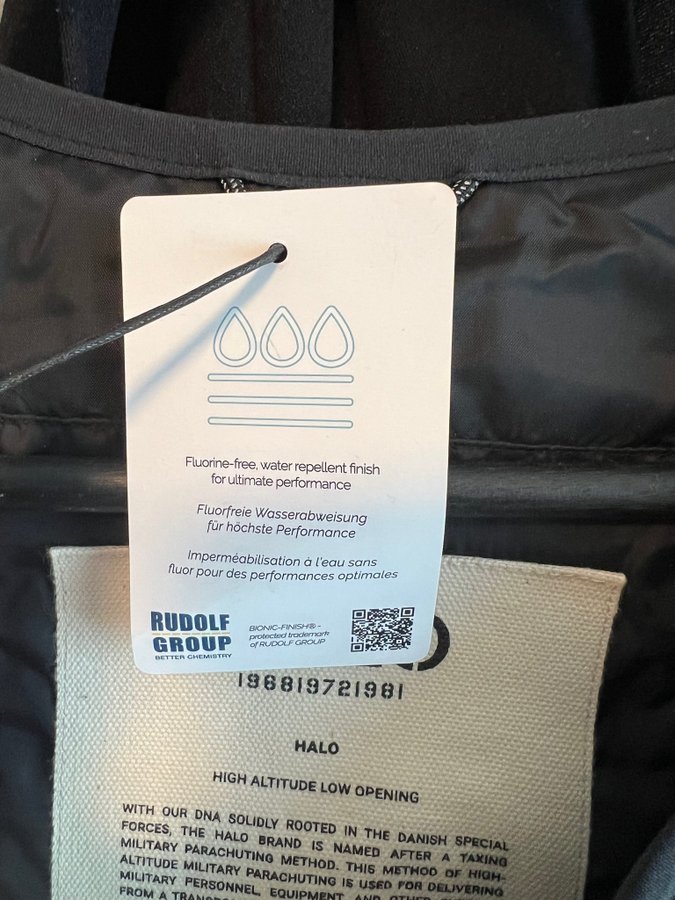 Fluorine-free, water repellent finish
for ultimate performance
Fluorfreie Wasserabweisung
für höchste Performance
Imperméabilisation à l'eau sans
fluor pour des performances optimales
RUDOLF
GROUP
BETTER CHEMISTRY
BIONIC-FINISH® -
protected trademark
of RUDOLF GROUP
196819721981
HALO
HIGH ALTITUDE LOW OPENING
WITH OUR DNA SOLIDLY ROOTED IN THE DANISH SPECIAL
FORCES, THE HALO BRAND IS NAMED AFTER A TAXING
MILITARY PARACHUTING METHOD. THIS METHOD OF HIGH-
ALTITUDE MILITARY PARACHUTING IS USED FOR DELIVERING
MILITARY PERSONNEL, EQUIPMENT, AND OTHER
FROM A